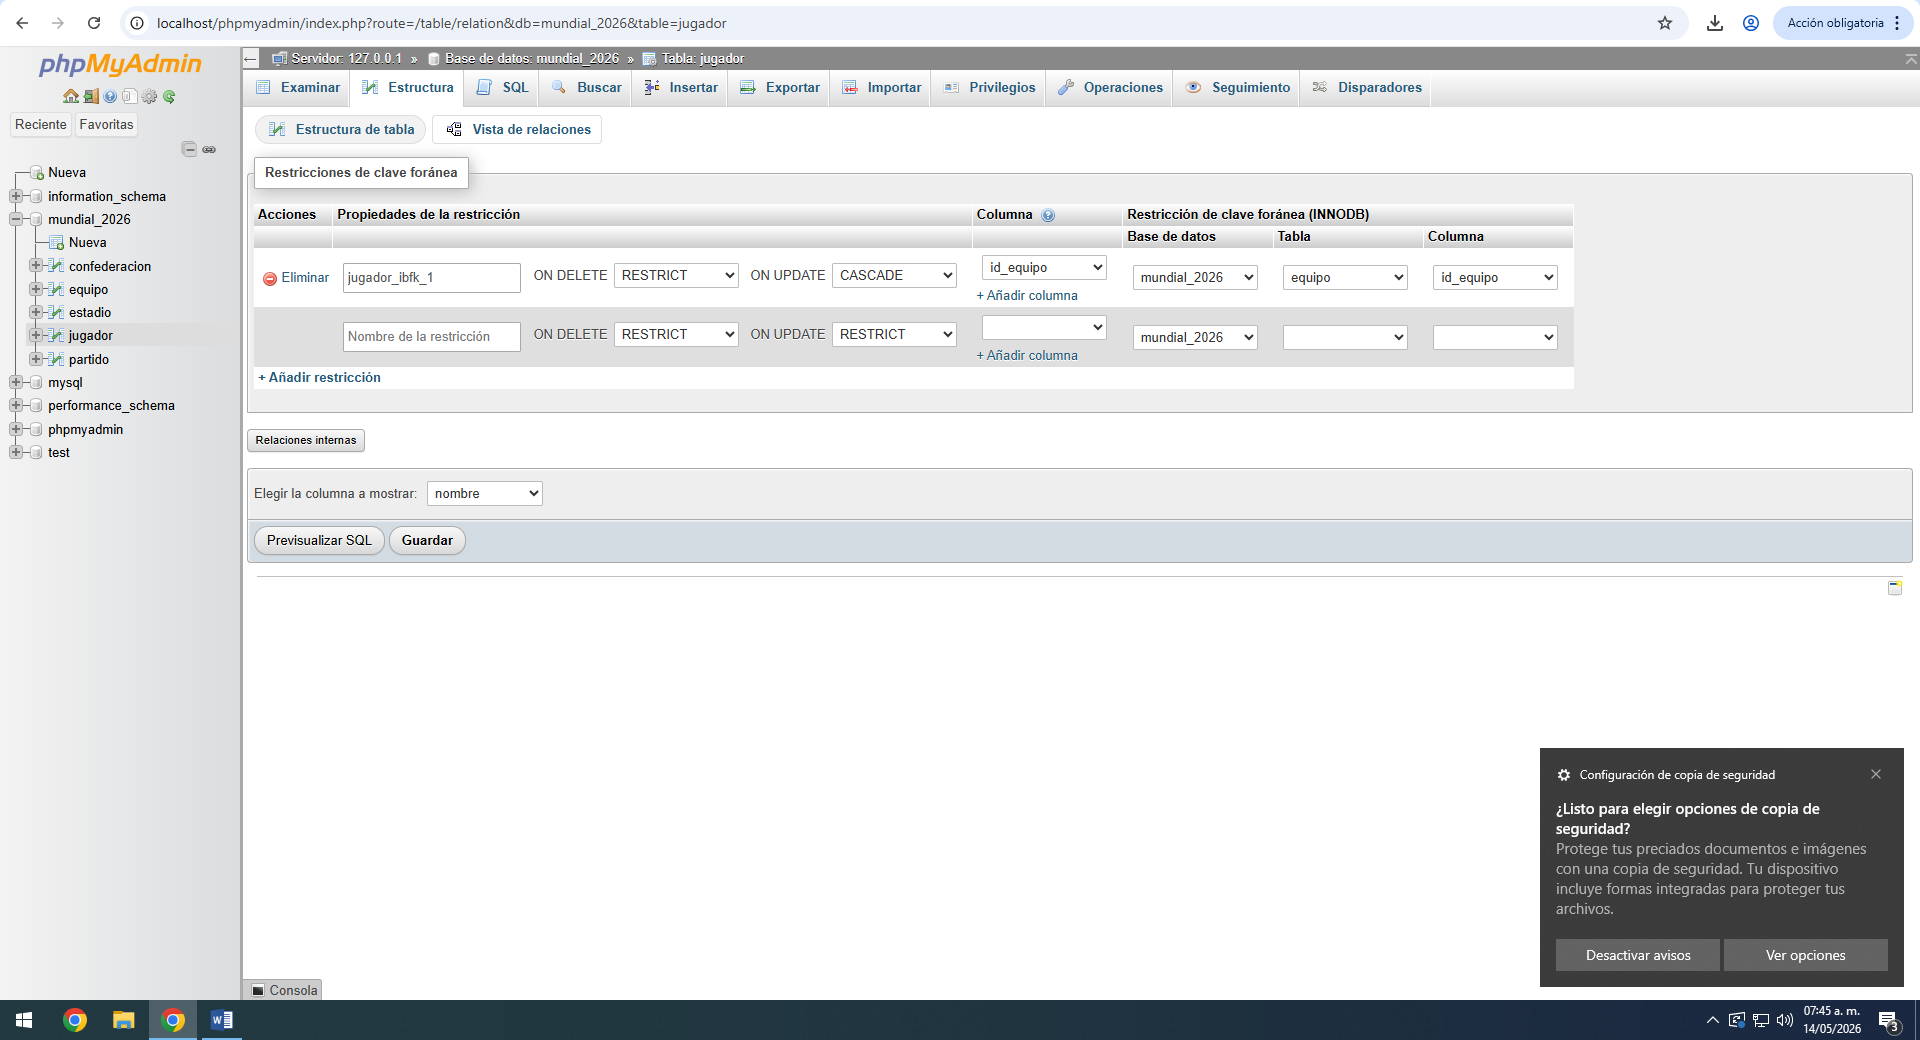 localhost/phpmyadmin/index.php?route=/table/relation&db=mundial_2026&table=jugador
Acción obligatoria
phpMyAdmin
Reciente Favoritas
Nueva
information_schema
mundial_2026
Nueva
confederacion
equipo
estadio
jugador
partido
mysql
performance_schema
phpmyadmin
test
Servidor: 127.0.0.1 » Base de datos: mundial_2026 » Tabla: jugador
Examinar Estructura SQL Buscar Insertar Exportar Importar Privilegios Operaciones Seguimiento Disparadores
Estructura de tabla Vista de relaciones
Restricciones de clave foránea
Acciones Propiedades de la restricción Columna Restricción de clave foránea (INNODB)
Base de datos Tabla Columna
Eliminar jugador_ibfk_1 ON DELETE RESTRICT ON UPDATE CASCADE id_equipo mundial_2026 equipo id_equipo
+ Añadir columna
Nombre de la restricción ON DELETE RESTRICT ON UPDATE RESTRICT mundial_2026
+ Añadir columna
+ Añadir restricción
Relaciones internas
Elegir la columna a mostrar: nombre
Previsualizar SQL Guardar
Consola
Configuración de copia de seguridad
¿Listo para elegir opciones de copia de
seguridad?
Protege tus preciados documentos e imágenes
con una copia de seguridad. Tu dispositivo
incluye formas integradas para proteger tus
archivos.
Desactivar avisos Ver opciones
07:45 a. m.
14/05/2026
3